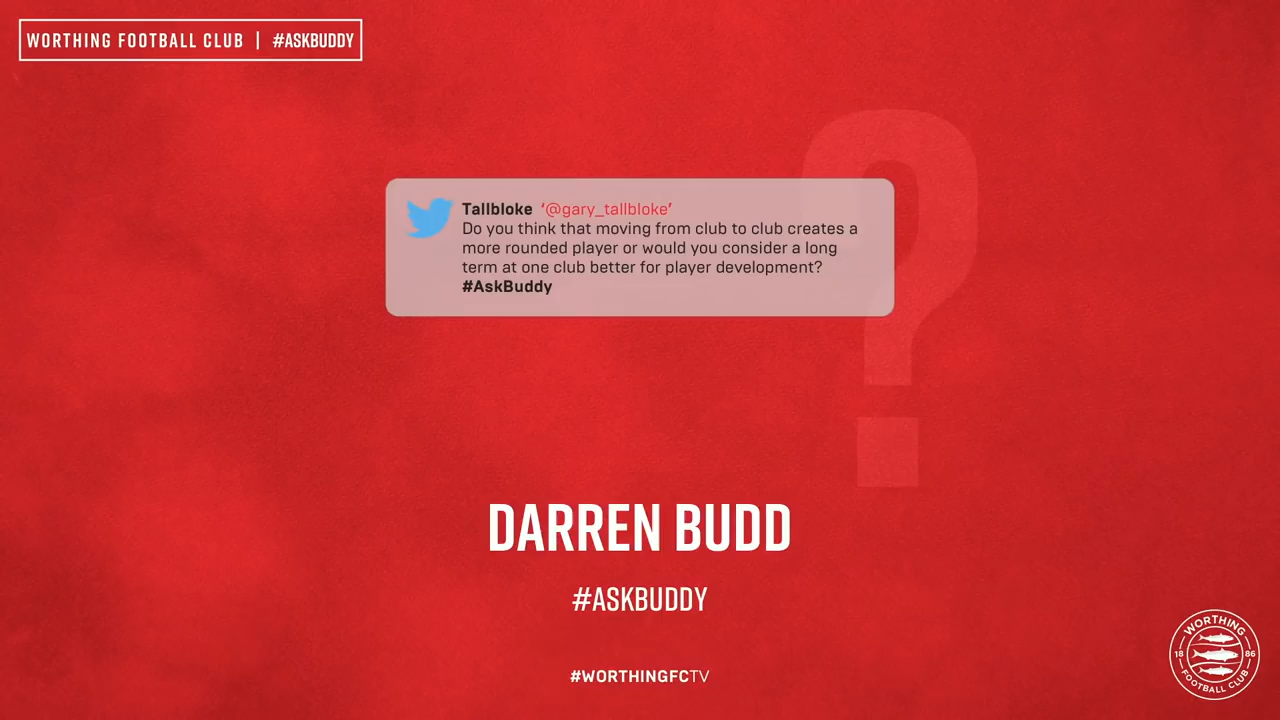 WORTHING FOOTBALL CLUB | #ASKBUDDY
Tallbloke '@gary_tallbloke'
Do you think that moving from club to club creates a
more rounded player or would you consider a long
term at one club better for player development?
#AskBuddy
?
DARREN BUDD
#ASKBUDDY
#WORTHINGFCTV
WORTHING
18 86
FOOTBALL CLUB